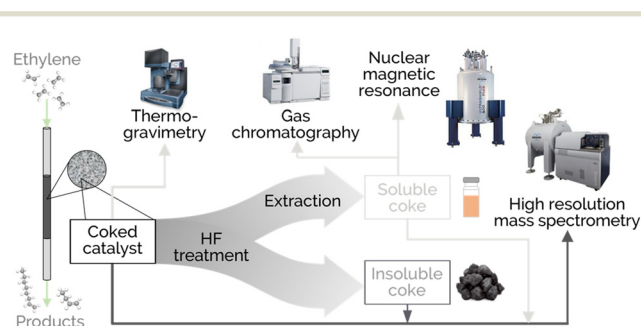 Ethylene
Thermo-
gravimetry
Gas
chromatography
Nuclear
magnetic
resonance
High resolution
mass spectrometry
Extraction
Soluble
coke
Coked
catalyst
HF
treatment
Insoluble
coke
Products